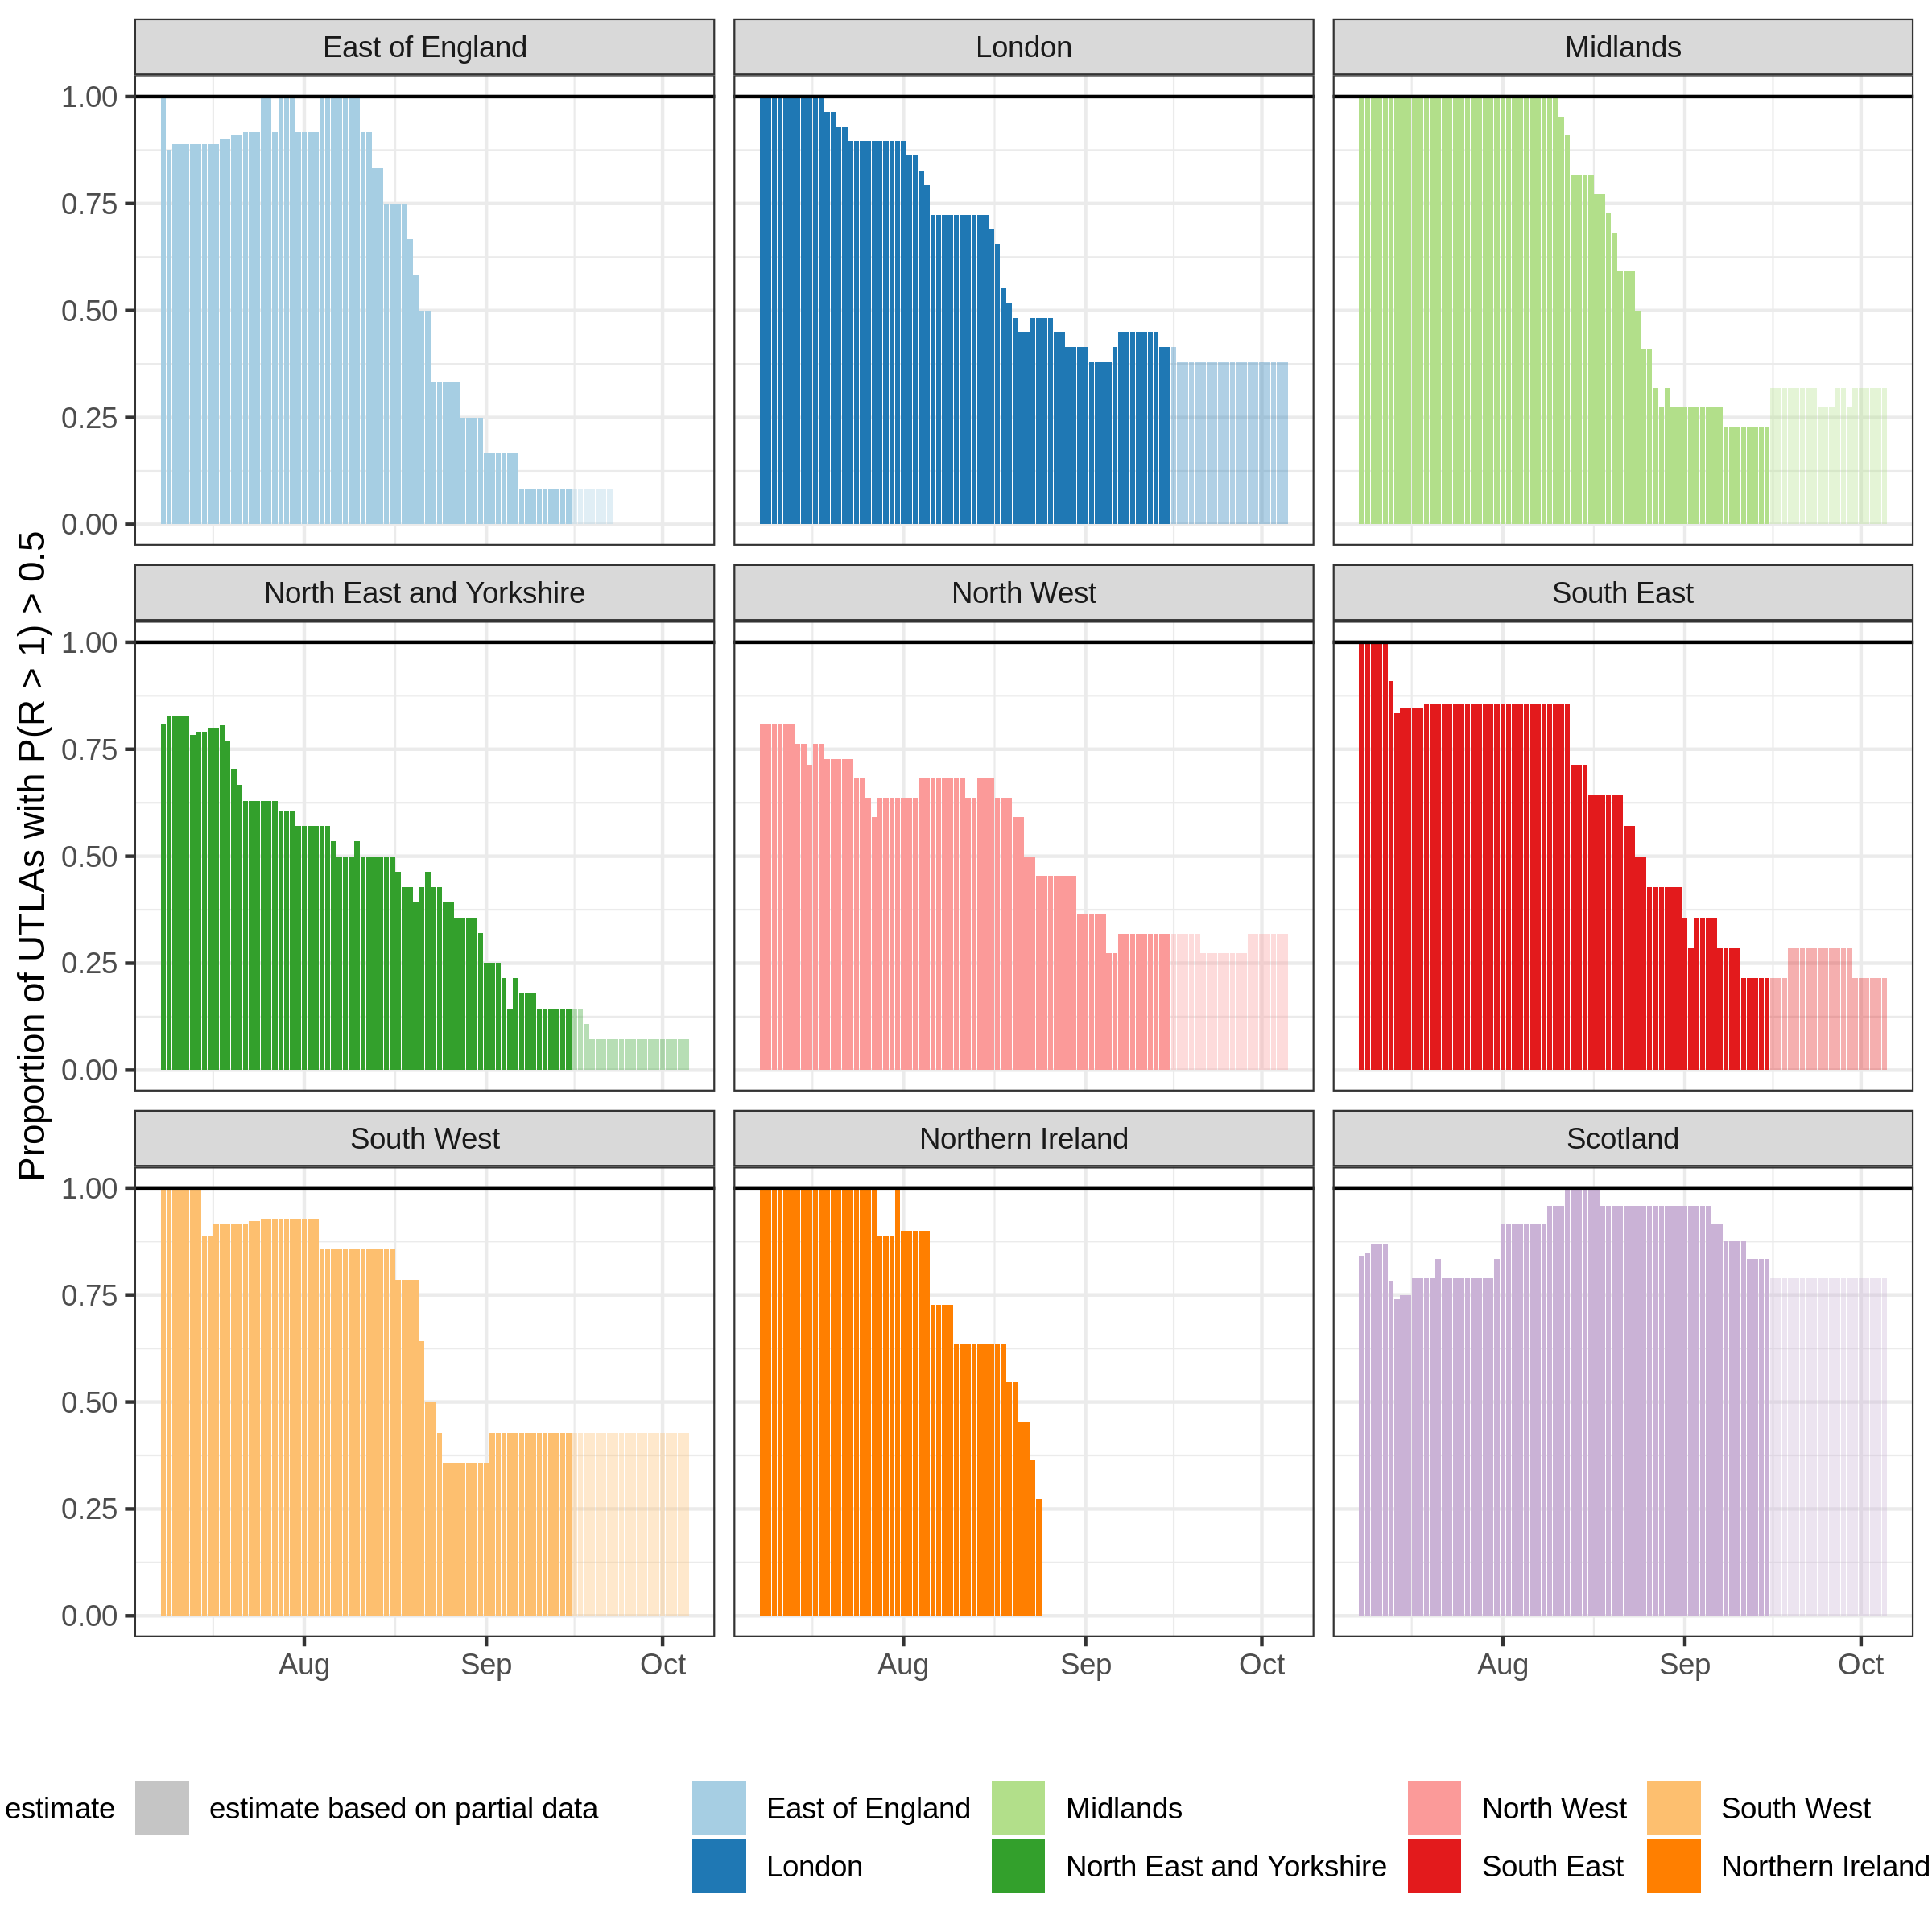 East of England
London
Midlands
1.00
0.75
0.50
0.25
0.00
North East and Yorkshire
North West
South East
1.00
0.75
0.50
0.25
0.00
South West
Northern Ireland
Scotland
1.00
0.75
0.50
0.25
0.00
Aug Sep Oct
Aug Sep Oct
Aug Sep Oct
Proportion of UTLAs with P(R > 1) > 0.5
estimate
estimate based on partial data
East of England
London
Midlands
North East and Yorkshire
North West
South East
South West
Northern Ireland